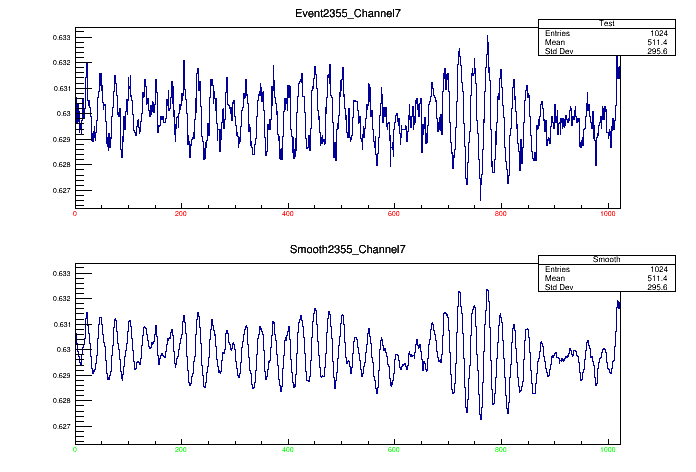 Event2355_Channel7
Test
Entries 1024
Mean 511.4
Std Dev 295.6
0.633
0.632
0.631
0.63
0.629
0.628
0.627
0 200 400 600 800 1000
Smooth2355_Channel7
Smooth
Entries 1024
Mean 511.4
Std Dev 295.6
0.633
0.632
0.631
0.63
0.629
0.628
0.627
0 200 400 600 800 1000